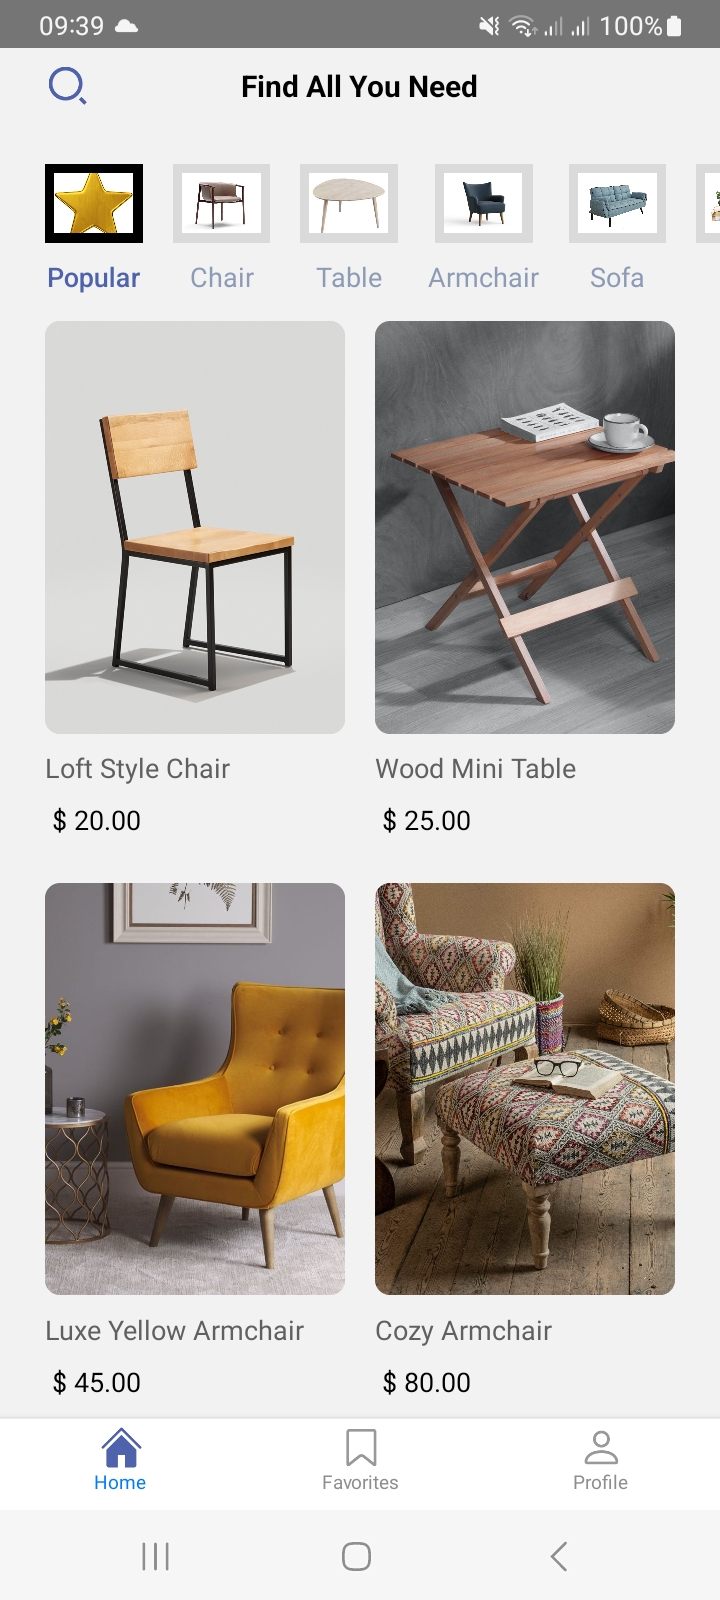 09:39 100%
Find All You Need
Popular Chair Table Armchair Sofa
Loft Style Chair Wood Mini Table
$ 20.00 $ 25.00
Luxe Yellow Armchair Cozy Armchair
$ 45.00 $ 80.00
Home Favorites Profile